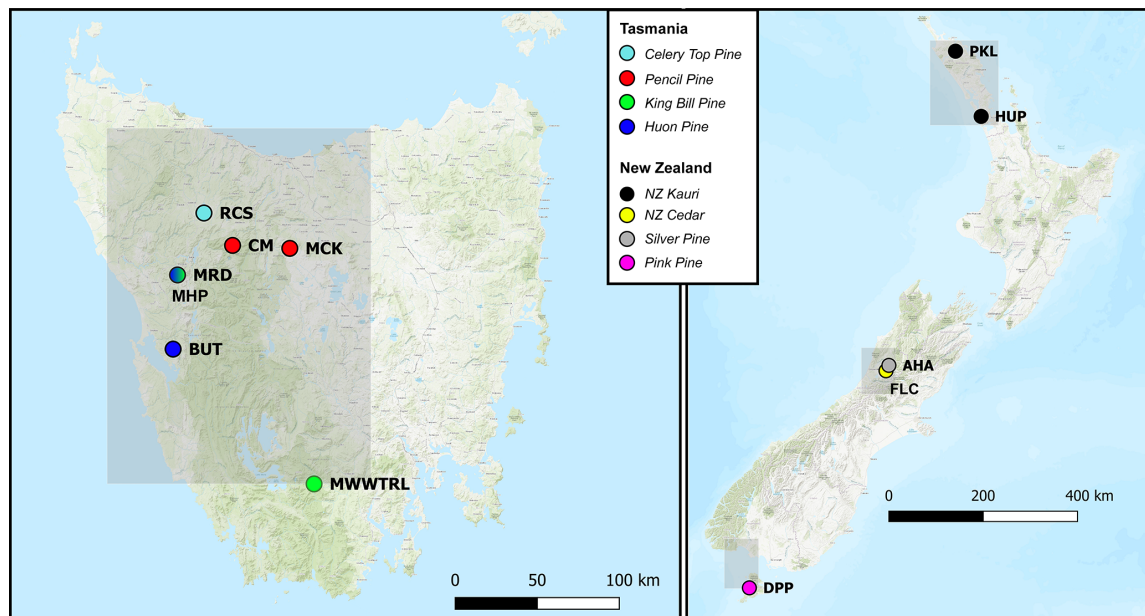 Tasmania
Celery Top Pine
Pencil Pine
King Bill Pine
Huon Pine
New Zealand
NZ Kauri
NZ Cedar
Silver Pine
Pink Pine
RCS
CM
MCK
MRD
MHP
BUT
MWWTRL
0 50 100 km
PKL
HUP
AHA
FLC
0 200 400 km
DPP